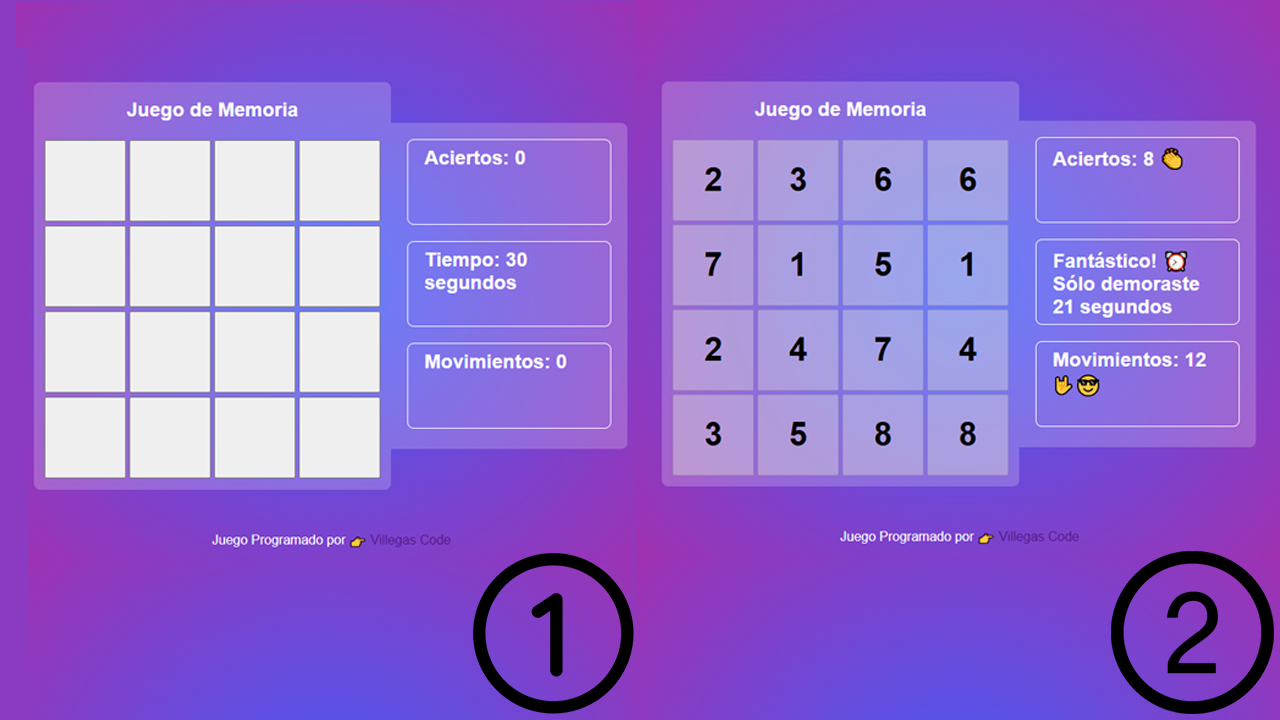 Juego de Memoria
Aciertos: 0
Tiempo: 30
segundos
Movimientos: 0
Juego Programado por 👉 Villegas Code
1
Juego de Memoria
2 3 6 6
7 1 5 1
2 4 7 4
3 5 8 8
Aciertos: 8 👏
Fantástico! ⏰
Sólo demoraste
21 segundos
Movimientos: 12
🤘😎
Juego Programado por 👉 Villegas Code
2